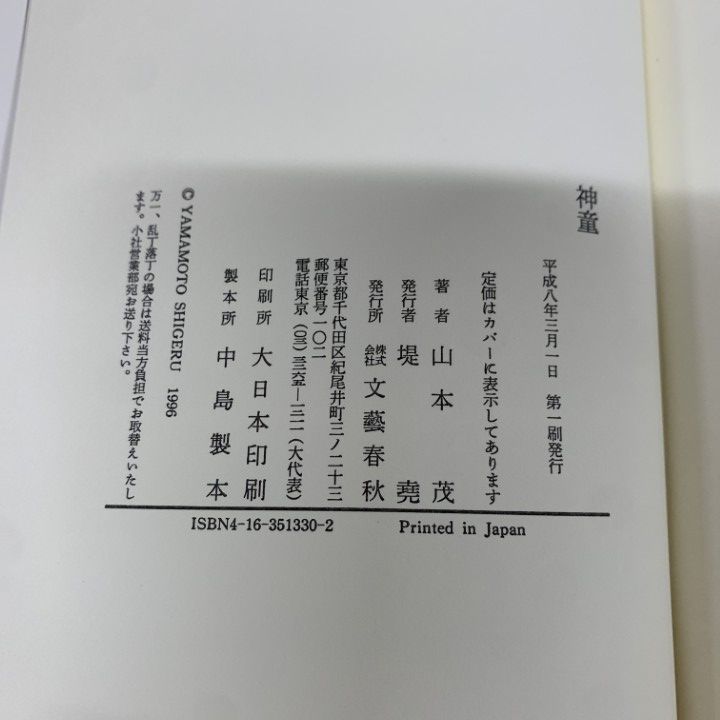 神童
平成八年三月一日　第一刷発行
定価はカバーに表示してあります
著者　山本　茂
発行者　堤　堯
発行所　株式会社　文藝春秋
東京都千代田区紀尾井町三ノ二十三
郵便番号一〇二
電話東京（〇三）三二六五—一二一一（大代表）
印刷所　大日本印刷
製本所　中島製本
© YAMAMOTO SHIGERU　1996
万一、乱丁落丁の場合は送料当方負担でお取替えいたし
ます。小社営業部宛お送り下さい。
ISBN4-16-351330-2　Printed in Japan